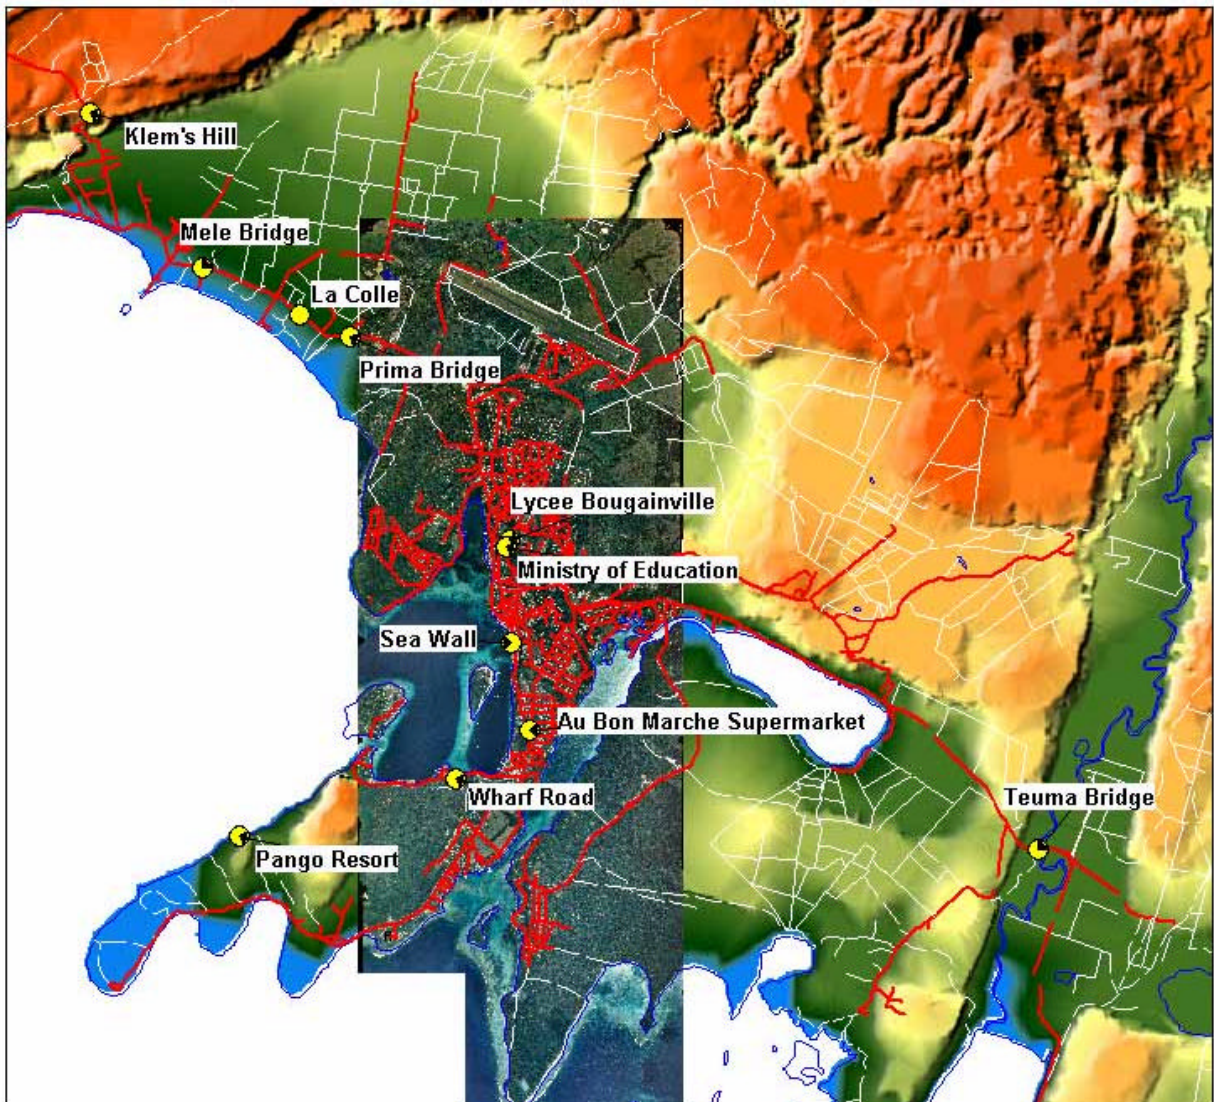 Klem's Hill
Mele Bridge
La Colle
Prima Bridge
Lycee Bougainville
Ministry of Education
Sea Wall
Au Bon Marche Supermarket
Wharf Road
Teuma Bridge
Pango Resort